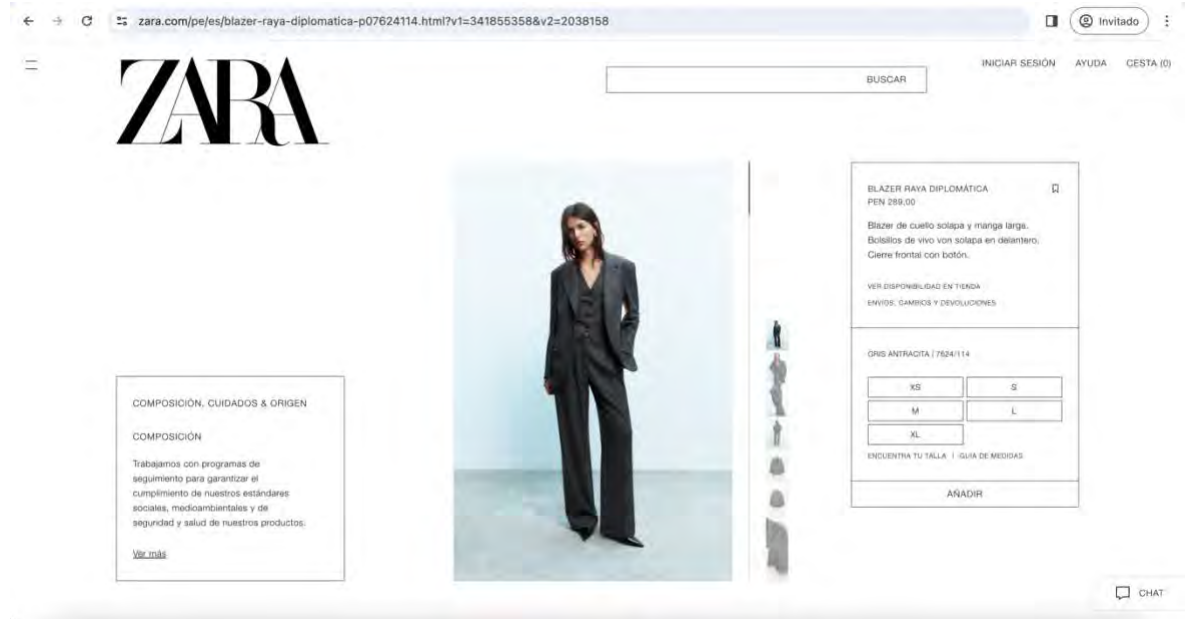 zara.com/pe/es/blazer-raya-diplomatica-p07624114.html?v1=341855358&v2=2038158
Invitado
ZARA
BUSCAR
INICIAR SESIÓN AYUDA CESTA (0)
COMPOSICIÓN, CUIDADOS & ORIGEN
COMPOSICIÓN
Trabajamos con programas de
seguimiento para garantizar el
cumplimiento de nuestros estándares
sociales, medioambientales y de
seguridad y salud de nuestros productos.
Ver más
BLAZER RAYA DIPLOMÁTICA
PEN 289,00
Blazer de cuello solapa y manga larga.
Bolsillos de vivo von solapa en delantero.
Cierre frontal con botón.
VER DISPONIBILIDAD EN TIENDA
ENVÍOS, CAMBIOS Y DEVOLUCIONES
GRIS ANTRACITA | 7624/114
XS S
M L
XL
ENCUENTRA TU TALLA | GUIA DE MEDIDAS
AÑADIR
CHAT